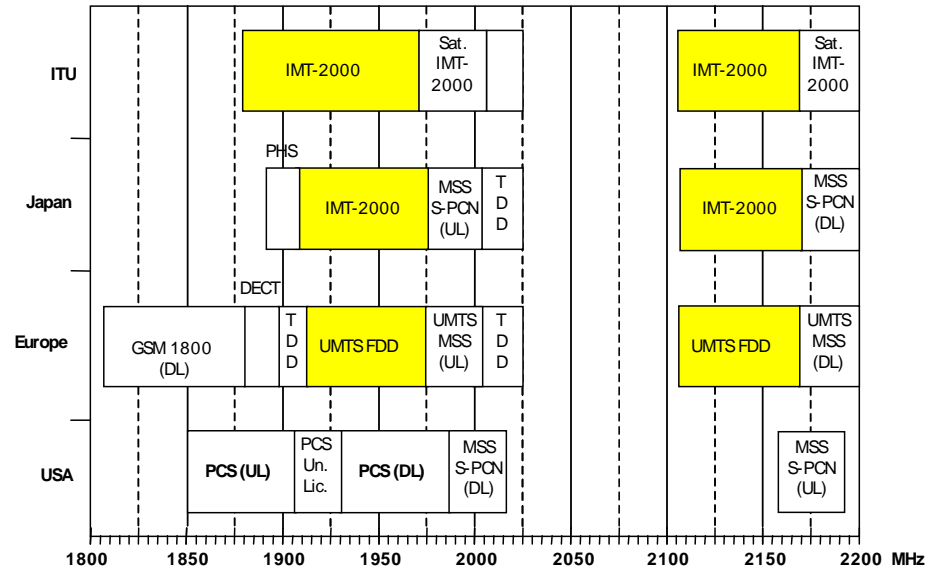 ITU
IMT-2000
Sat.
IMT-
2000
IMT-2000
Sat.
IMT-
2000
Japan
PHS
IMT-2000
MSS
S-PCN
(UL)
T
D
D
IMT-2000
MSS
S-PCN
(DL)
Europe
GSM 1800
(DL)
DECT
T
D
D
UMTS FDD
UMTS
MSS
(UL)
T
D
D
UMTS FDD
UMTS
MSS
(DL)
USA
PCS (UL)
PCS
Un.
Lic.
PCS (DL)
MSS
S-PCN
(DL)
MSS
S-PCN
(UL)
1800 1850 1900 1950 2000 2050 2100 2150 2200 MHz